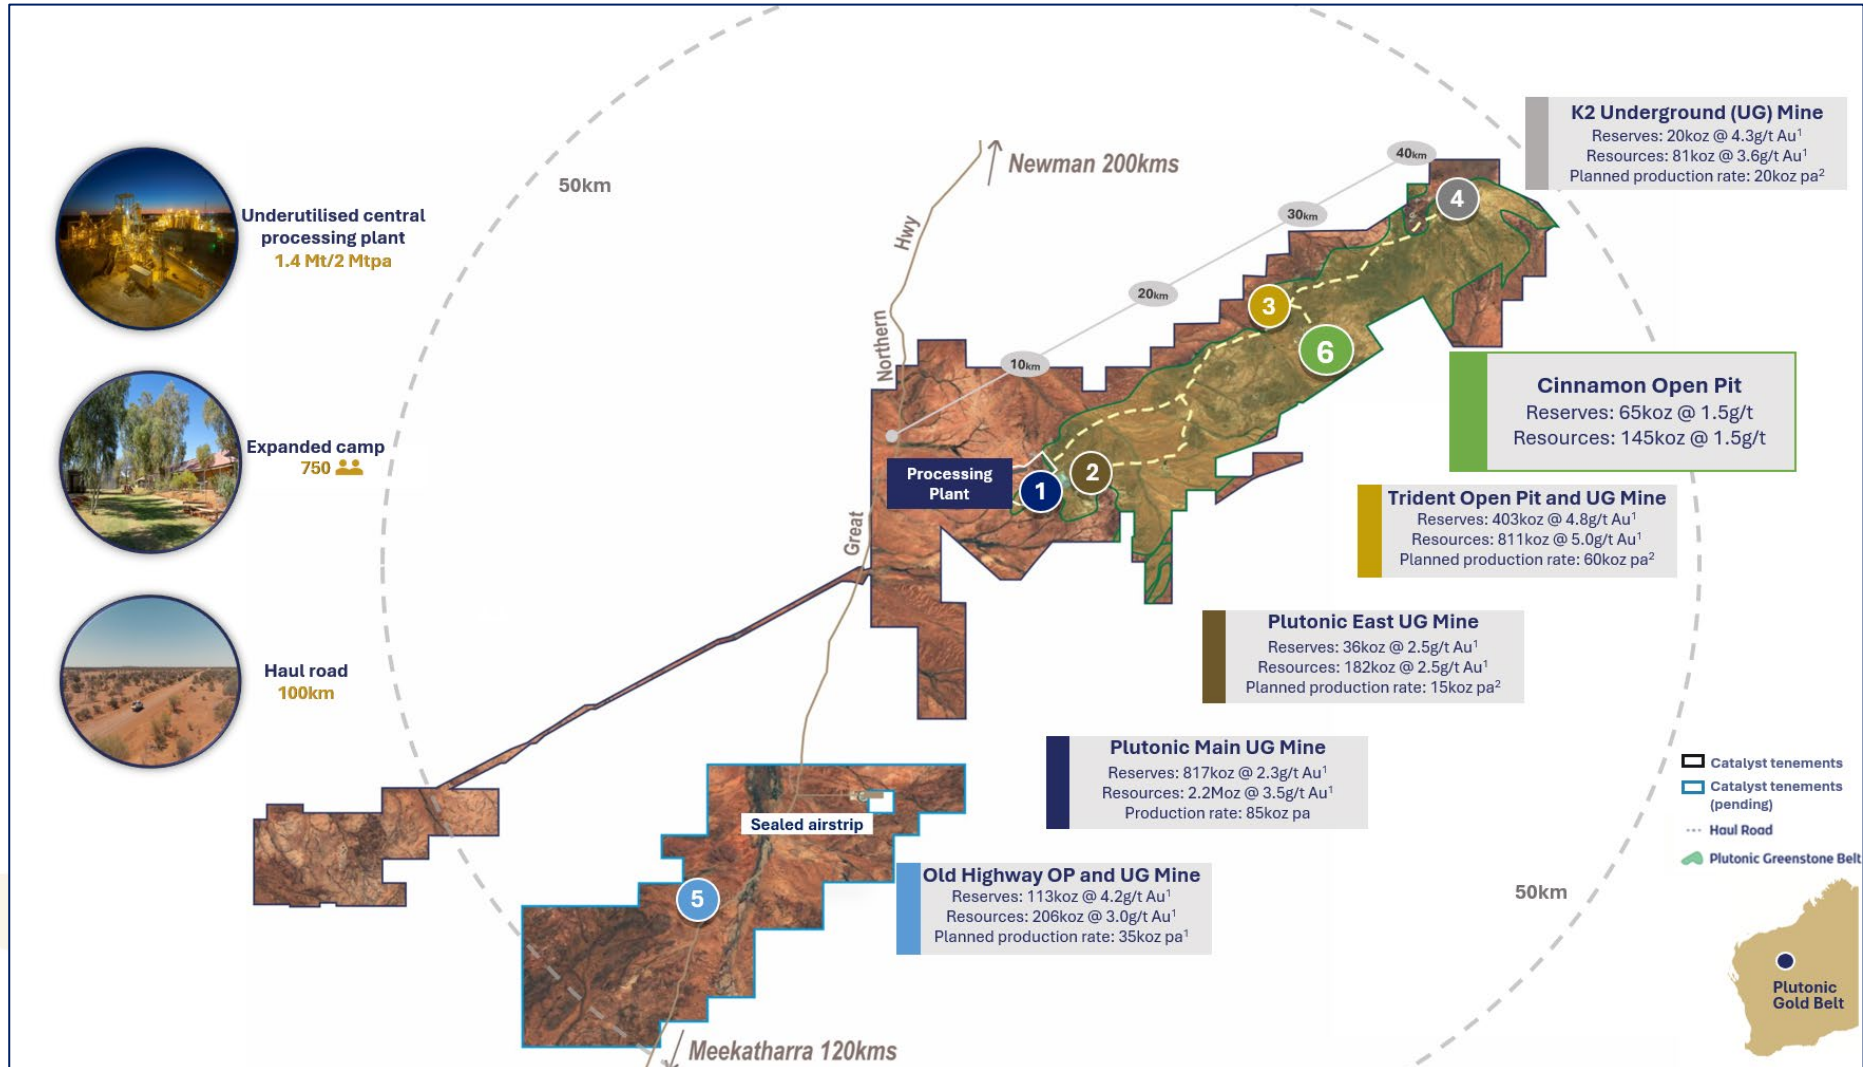 Underutilised central
processing plant
1.4 Mt/2 Mtpa
Expanded camp
750
Haul road
100km
50km
Newman 200kms
Hwy
Northern
Great
10km
20km
30km
40km
Processing
Plant
1
2
3
4
5
6
Sealed airstrip
Meekatharra 120kms
K2 Underground (UG) Mine
Reserves: 20koz @ 4.3g/t Au¹
Resources: 81koz @ 3.6g/t Au¹
Planned production rate: 20koz pa²
Cinnamon Open Pit
Reserves: 65koz @ 1.5g/t
Resources: 145koz @ 1.5g/t
Trident Open Pit and UG Mine
Reserves: 403koz @ 4.8g/t Au¹
Resources: 811koz @ 5.0g/t Au¹
Planned production rate: 60koz pa²
Plutonic East UG Mine
Reserves: 36koz @ 2.5g/t Au¹
Resources: 182koz @ 2.5g/t Au¹
Planned production rate: 15koz pa²
Plutonic Main UG Mine
Reserves: 817koz @ 2.3g/t Au¹
Resources: 2.2Moz @ 3.5g/t Au¹
Production rate: 85koz pa
Old Highway OP and UG Mine
Reserves: 113koz @ 4.2g/t Au¹
Resources: 206koz @ 3.0g/t Au¹
Planned production rate: 35koz pa¹
Catalyst tenements
Catalyst tenements
(pending)
Haul Road
Plutonic Greenstone Belt
50km
Plutonic
Gold Belt